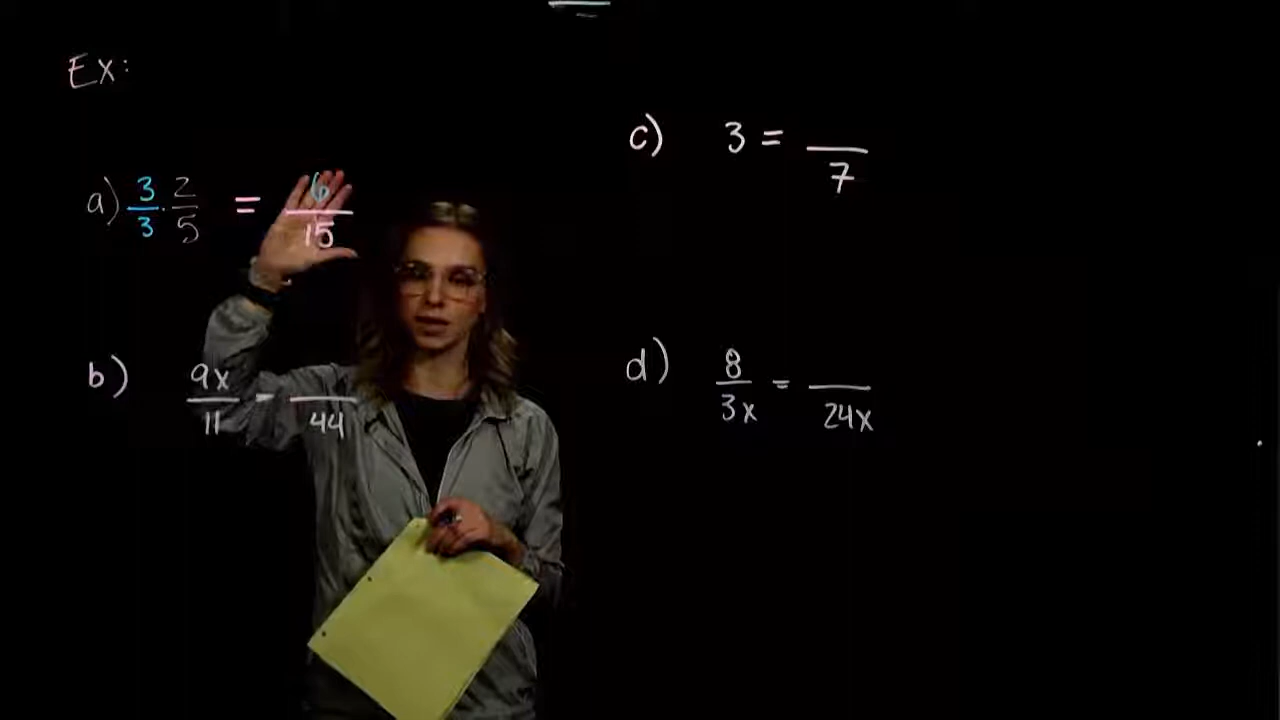 Ex:
a) 3/3 · 2/5 = 6/15
b) 9x/11 = /44
c) 3 = /7
d) 8/3x = /24x